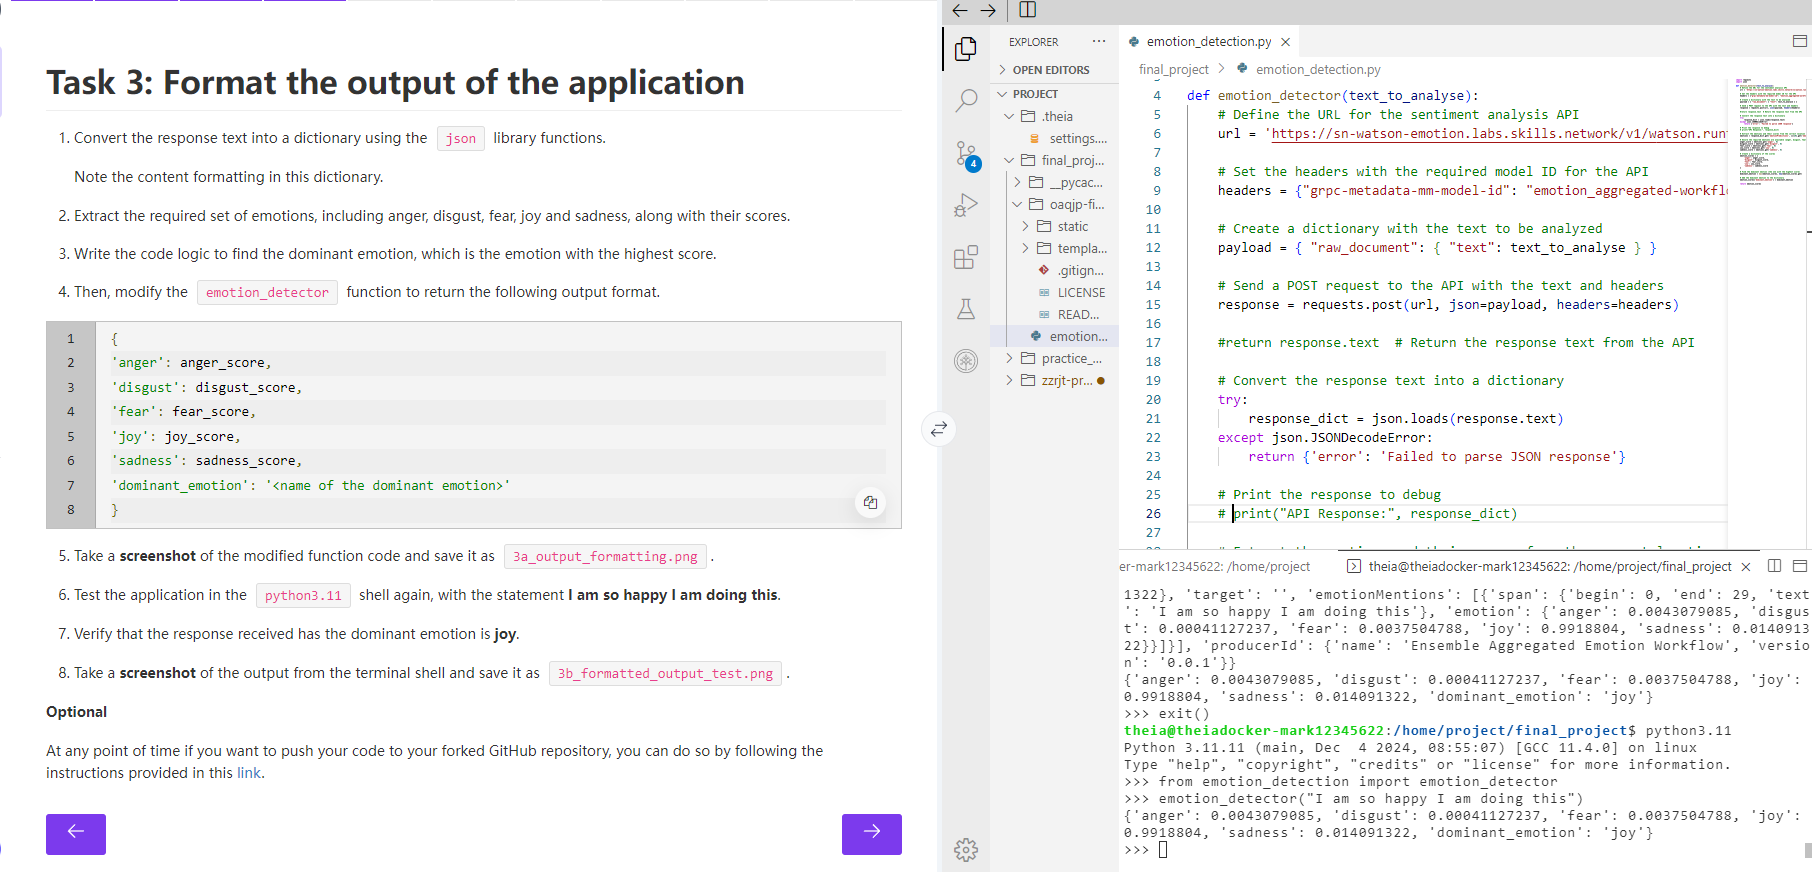 Task 3: Format the output of the application
1. Convert the response text into a dictionary using the json library functions.
Note the content formatting in this dictionary.
2. Extract the required set of emotions, including anger, disgust, fear, joy and sadness, along with their scores.
3. Write the code logic to find the dominant emotion, which is the emotion with the highest score.
4. Then, modify the emotion_detector function to return the following output format.
1 {
2 'anger': anger_score,
3 'disgust': disgust_score,
4 'fear': fear_score,
5 'joy': joy_score,
6 'sadness': sadness_score,
7 'dominant_emotion': '<name of the dominant emotion>'
8 }
5. Take a screenshot of the modified function code and save it as 3a_output_formatting.png .
6. Test the application in the python3.11 shell again, with the statement I am so happy I am doing this.
7. Verify that the response received has the dominant emotion is joy.
8. Take a screenshot of the output from the terminal shell and save it as 3b_formatted_output_test.png .
Optional
At any point of time if you want to push your code to your forked GitHub repository, you can do so by following the
instructions provided in this link.
EXPLORER ...
OPEN EDITORS
PROJECT
.theia
settings....
final_proj...
__pycac...
oaqjp-fi...
static
templa...
.gitign...
LICENSE
READ...
emotion...
practice_...
zzrjt-pr...
4
emotion_detection.py
final_project > emotion_detection.py
4 def emotion_detector(text_to_analyse):
5 # Define the URL for the sentiment analysis API
6 url = 'https://sn-watson-emotion.labs.skills.network/v1/watson.run
7
8 # Set the headers with the required model ID for the API
9 headers = {"grpc-metadata-mm-model-id": "emotion_aggregated-workfl
10
11 # Create a dictionary with the text to be analyzed
12 payload = { "raw_document": { "text": text_to_analyse } }
13
14 # Send a POST request to the API with the text and headers
15 response = requests.post(url, json=payload, headers=headers)
16
17 #return response.text  # Return the response text from the API
18
19 # Convert the response text into a dictionary
20 try:
21 response_dict = json.loads(response.text)
22 except json.JSONDecodeError:
23 return {'error': 'Failed to parse JSON response'}
24
25 # Print the response to debug
26 # print("API Response:", response_dict)
27
er-mark12345622: /home/project
theia@theiadocker-mark12345622: /home/project/final_project
1322}, 'target': '', 'emotionMentions': [{'span': {'begin': 0, 'end': 29, 'text
': 'I am so happy I am doing this'}, 'emotion': {'anger': 0.0043079085, 'disgus
t': 0.00041127237, 'fear': 0.0037504788, 'joy': 0.9918804, 'sadness': 0.0140913
22}}]}], 'producerId': {'name': 'Ensemble Aggregated Emotion Workflow', 'versio
n': '0.0.1'}}
{'anger': 0.0043079085, 'disgust': 0.00041127237, 'fear': 0.0037504788, 'joy':
0.9918804, 'sadness': 0.014091322, 'dominant_emotion': 'joy'}
>>> exit()
theia@theiadocker-mark12345622:/home/project/final_project$ python3.11
Python 3.11.11 (main, Dec  4 2024, 08:55:07) [GCC 11.4.0] on linux
Type "help", "copyright", "credits" or "license" for more information.
>>> from emotion_detection import emotion_detector
>>> emotion_detector("I am so happy I am doing this")
{'anger': 0.0043079085, 'disgust': 0.00041127237, 'fear': 0.0037504788, 'joy':
0.9918804, 'sadness': 0.014091322, 'dominant_emotion': 'joy'}
>>>